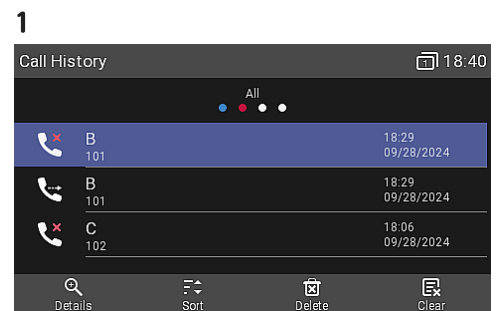 1
Call History 1 18:40
All
B 18:29
101 09/28/2024
B 18:29
101 09/28/2024
C 18:06
102 09/28/2024
Details Sort Delete Clear